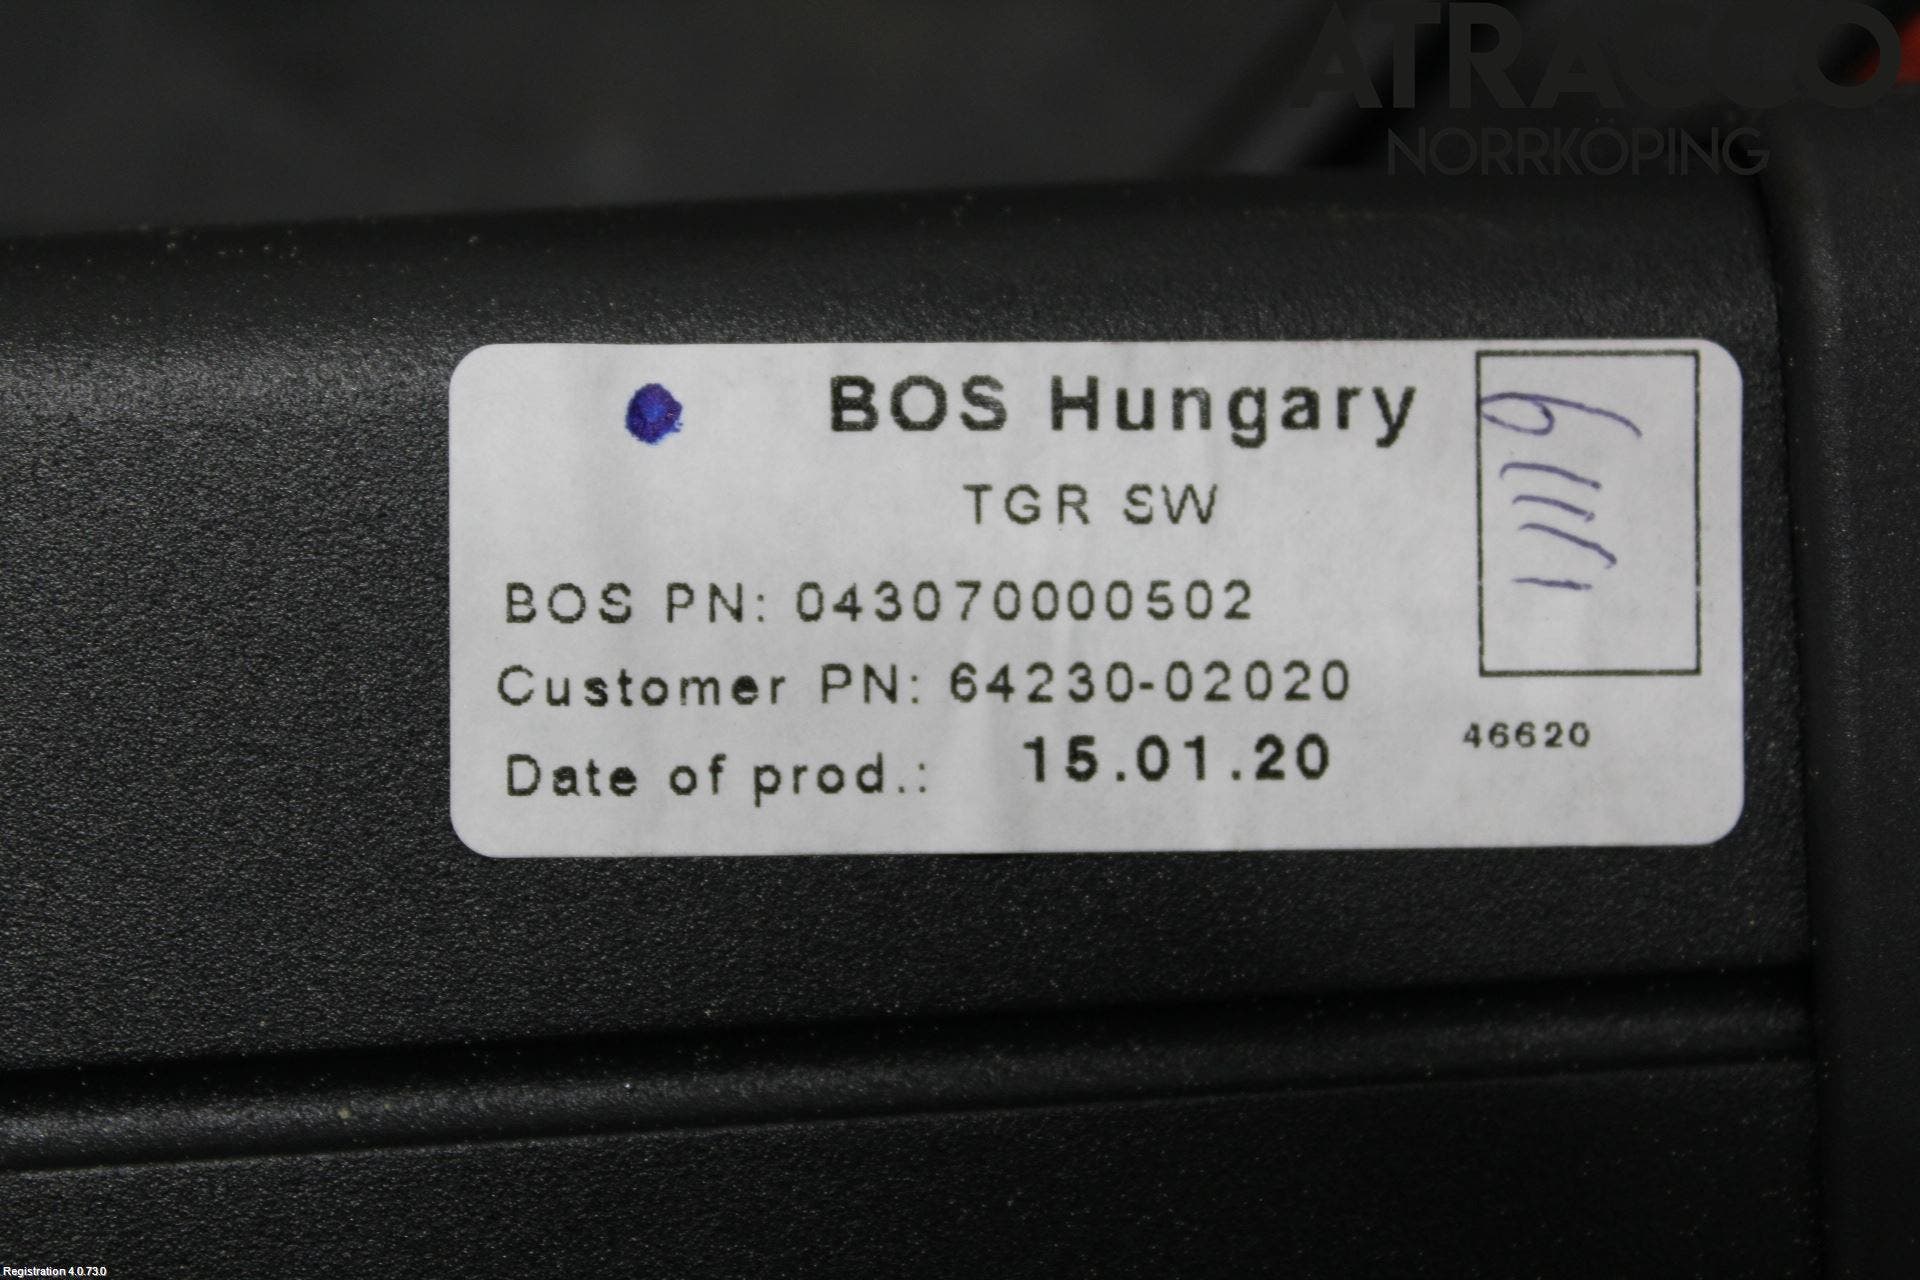 ATRACCO
NORRKÖPING
BOS Hungary
TGR SW
BOS PN: 043070000502
Customer PN: 64230-02020
Date of prod.: 15.01.20
46620
Registration 4.0.73.0